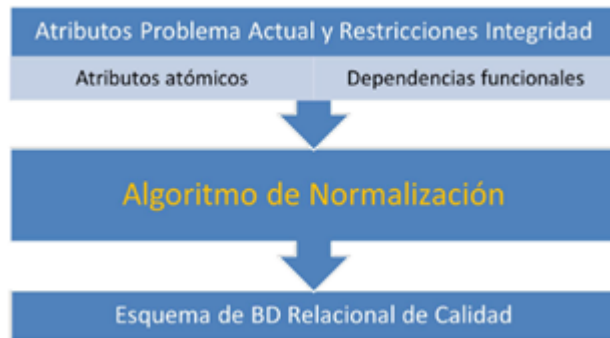 Atributos Problema Actual y Restricciones Integridad
Atributos atómicos
Dependencias funcionales
Algoritmo de Normalización
Esquema de BD Relacional de Calidad